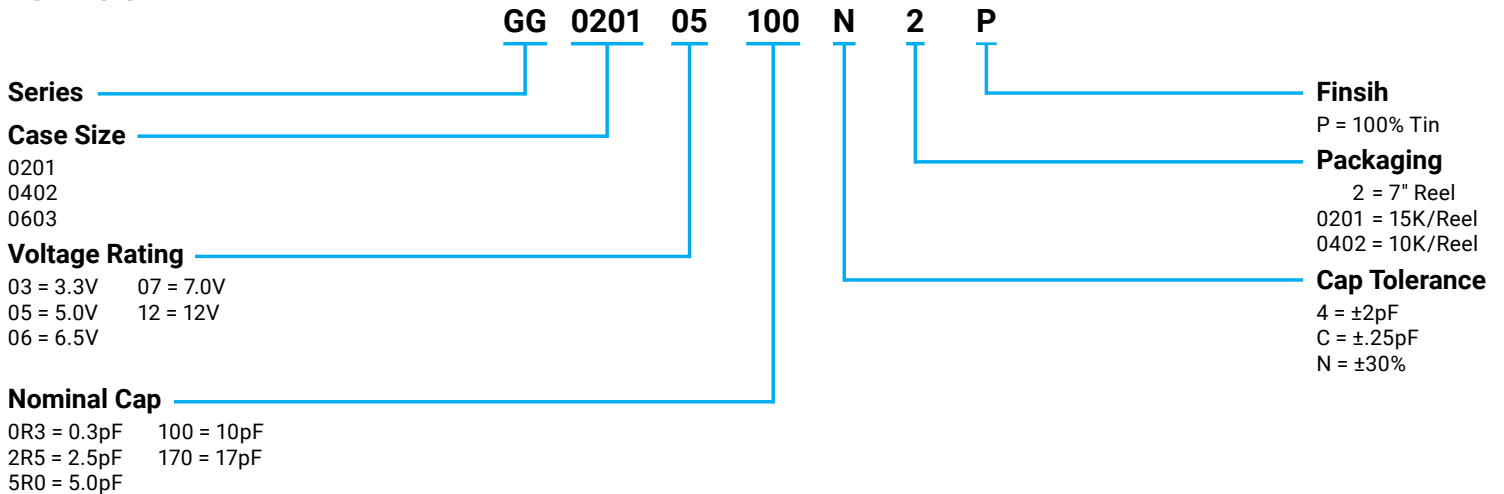 GG 0201 05 100 N 2 P
Series
Case Size
0201
0402
0603
Voltage Rating
03 = 3.3V 07 = 7.0V
05 = 5.0V 12 = 12V
06 = 6.5V
Nominal Cap
0R3 = 0.3pF 100 = 10pF
2R5 = 2.5pF 170 = 17pF
5R0 = 5.0pF
Finsih
P = 100% Tin
Packaging
2 = 7" Reel
0201 = 15K/Reel
0402 = 10K/Reel
Cap Tolerance
4 = ±2pF
C = ±.25pF
N = ±30%